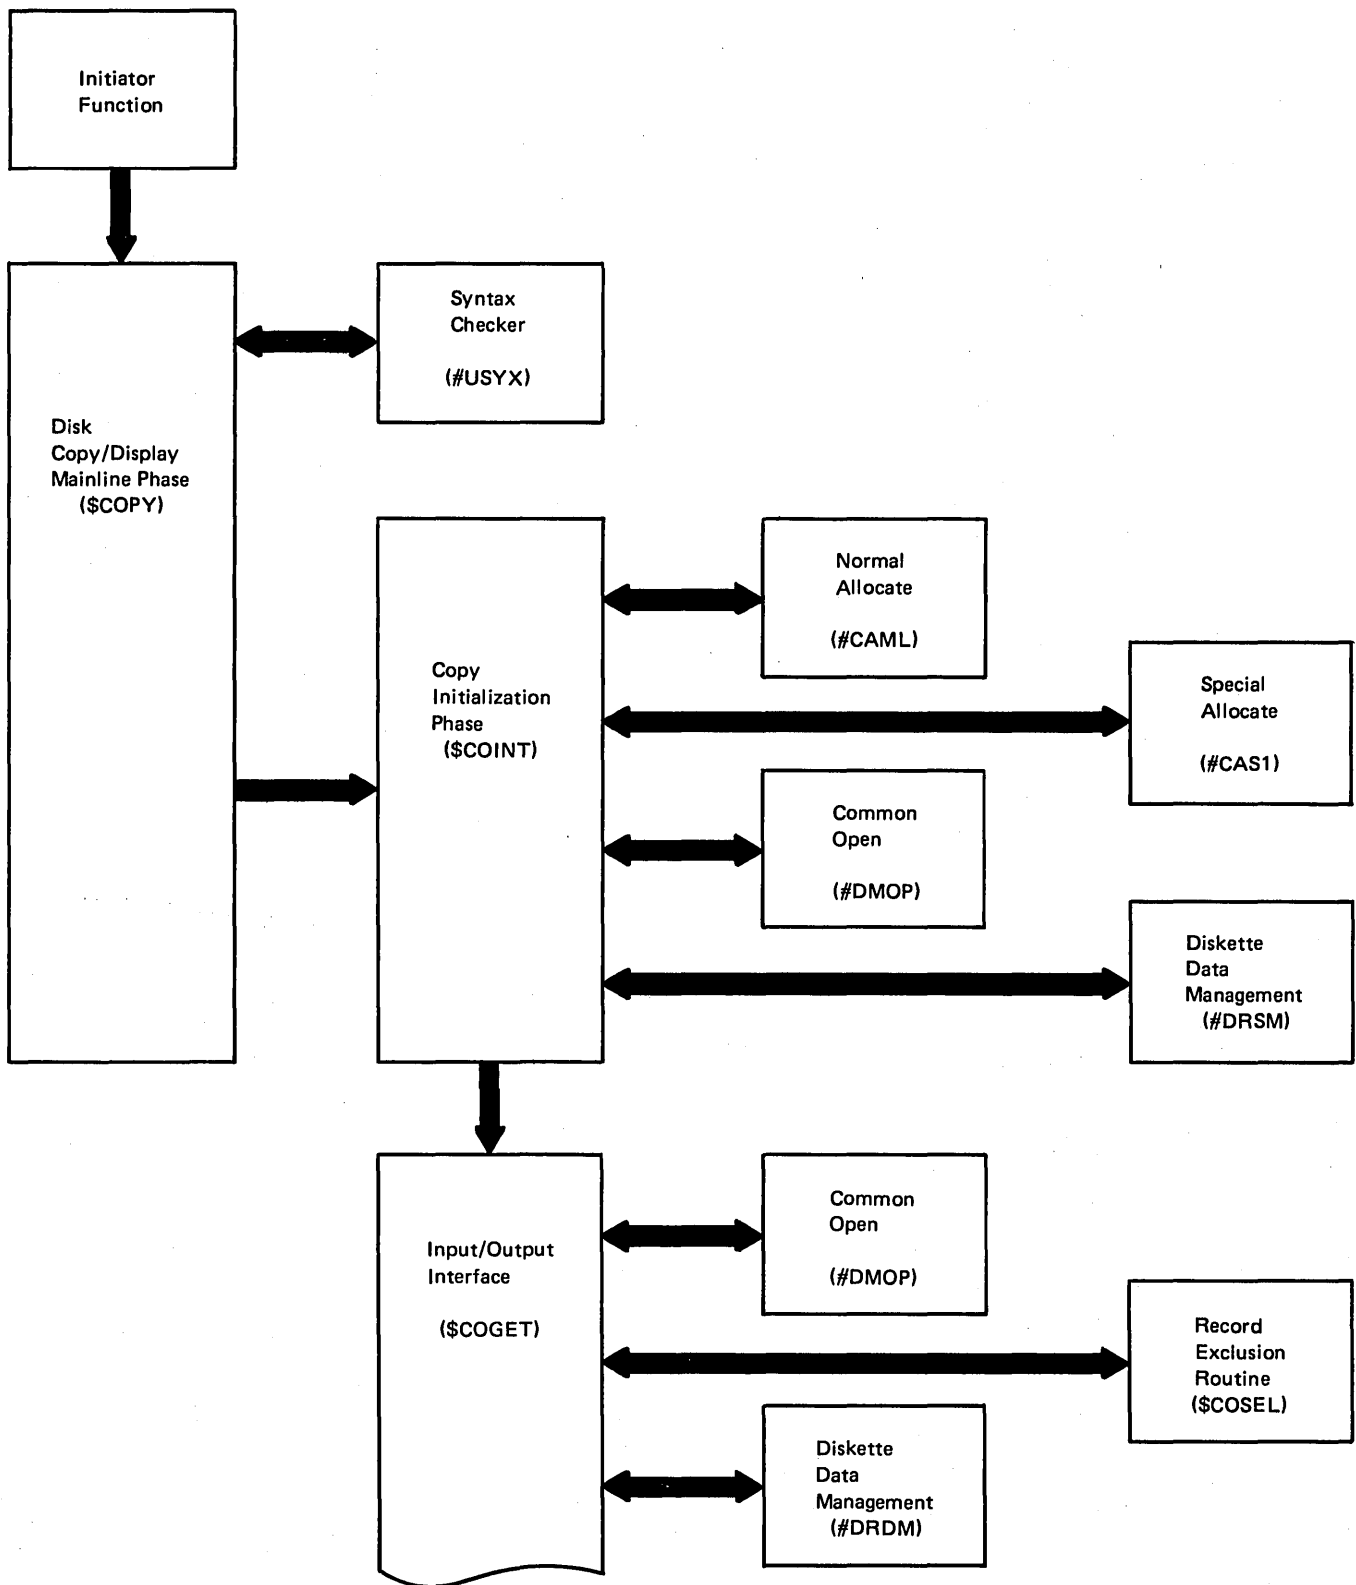 Initiator
Function
Syntax
Checker
(#USYX)
Disk
Copy/Display
Mainline Phase
($COPY)
Normal
Allocate
(#CAML)
Copy
Initialization
Phase
($COINT)
Special
Allocate
(#CAS1)
Common
Open
(#DMOP)
Diskette
Data
Management
(#DRSM)
Input/Output
Interface
($COGET)
Common
Open
(#DMOP)
Record
Exclusion
Routine
($COSEL)
Diskette
Data
Management
(#DRDM)